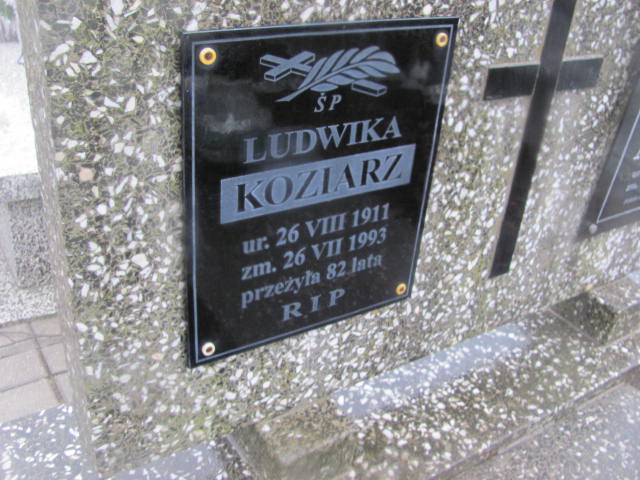 ŚP
LUDWIKA
KOZIARZ
ur. 26 VIII 1911
zm. 26 VII 1993
przeżyła 82 lata
RIP